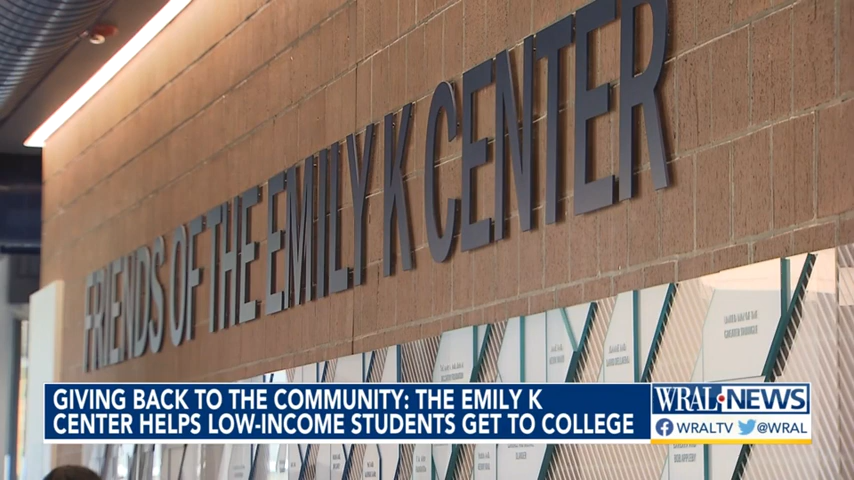 FRIENDS OF THE EMILY K CENTER
GIVING BACK TO THE COMMUNITY: THE EMILY K
CENTER HELPS LOW-INCOME STUDENTS GET TO COLLEGE
WRAL NEWS
WRALTV @WRAL